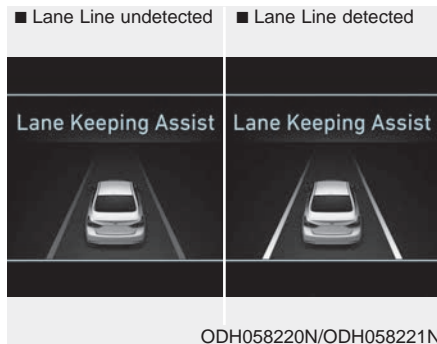 ■ Lane Line undetected
■ Lane Line detected
Lane Keeping Assist
Lane Keeping Assist
ODH058220N/ODH058221N